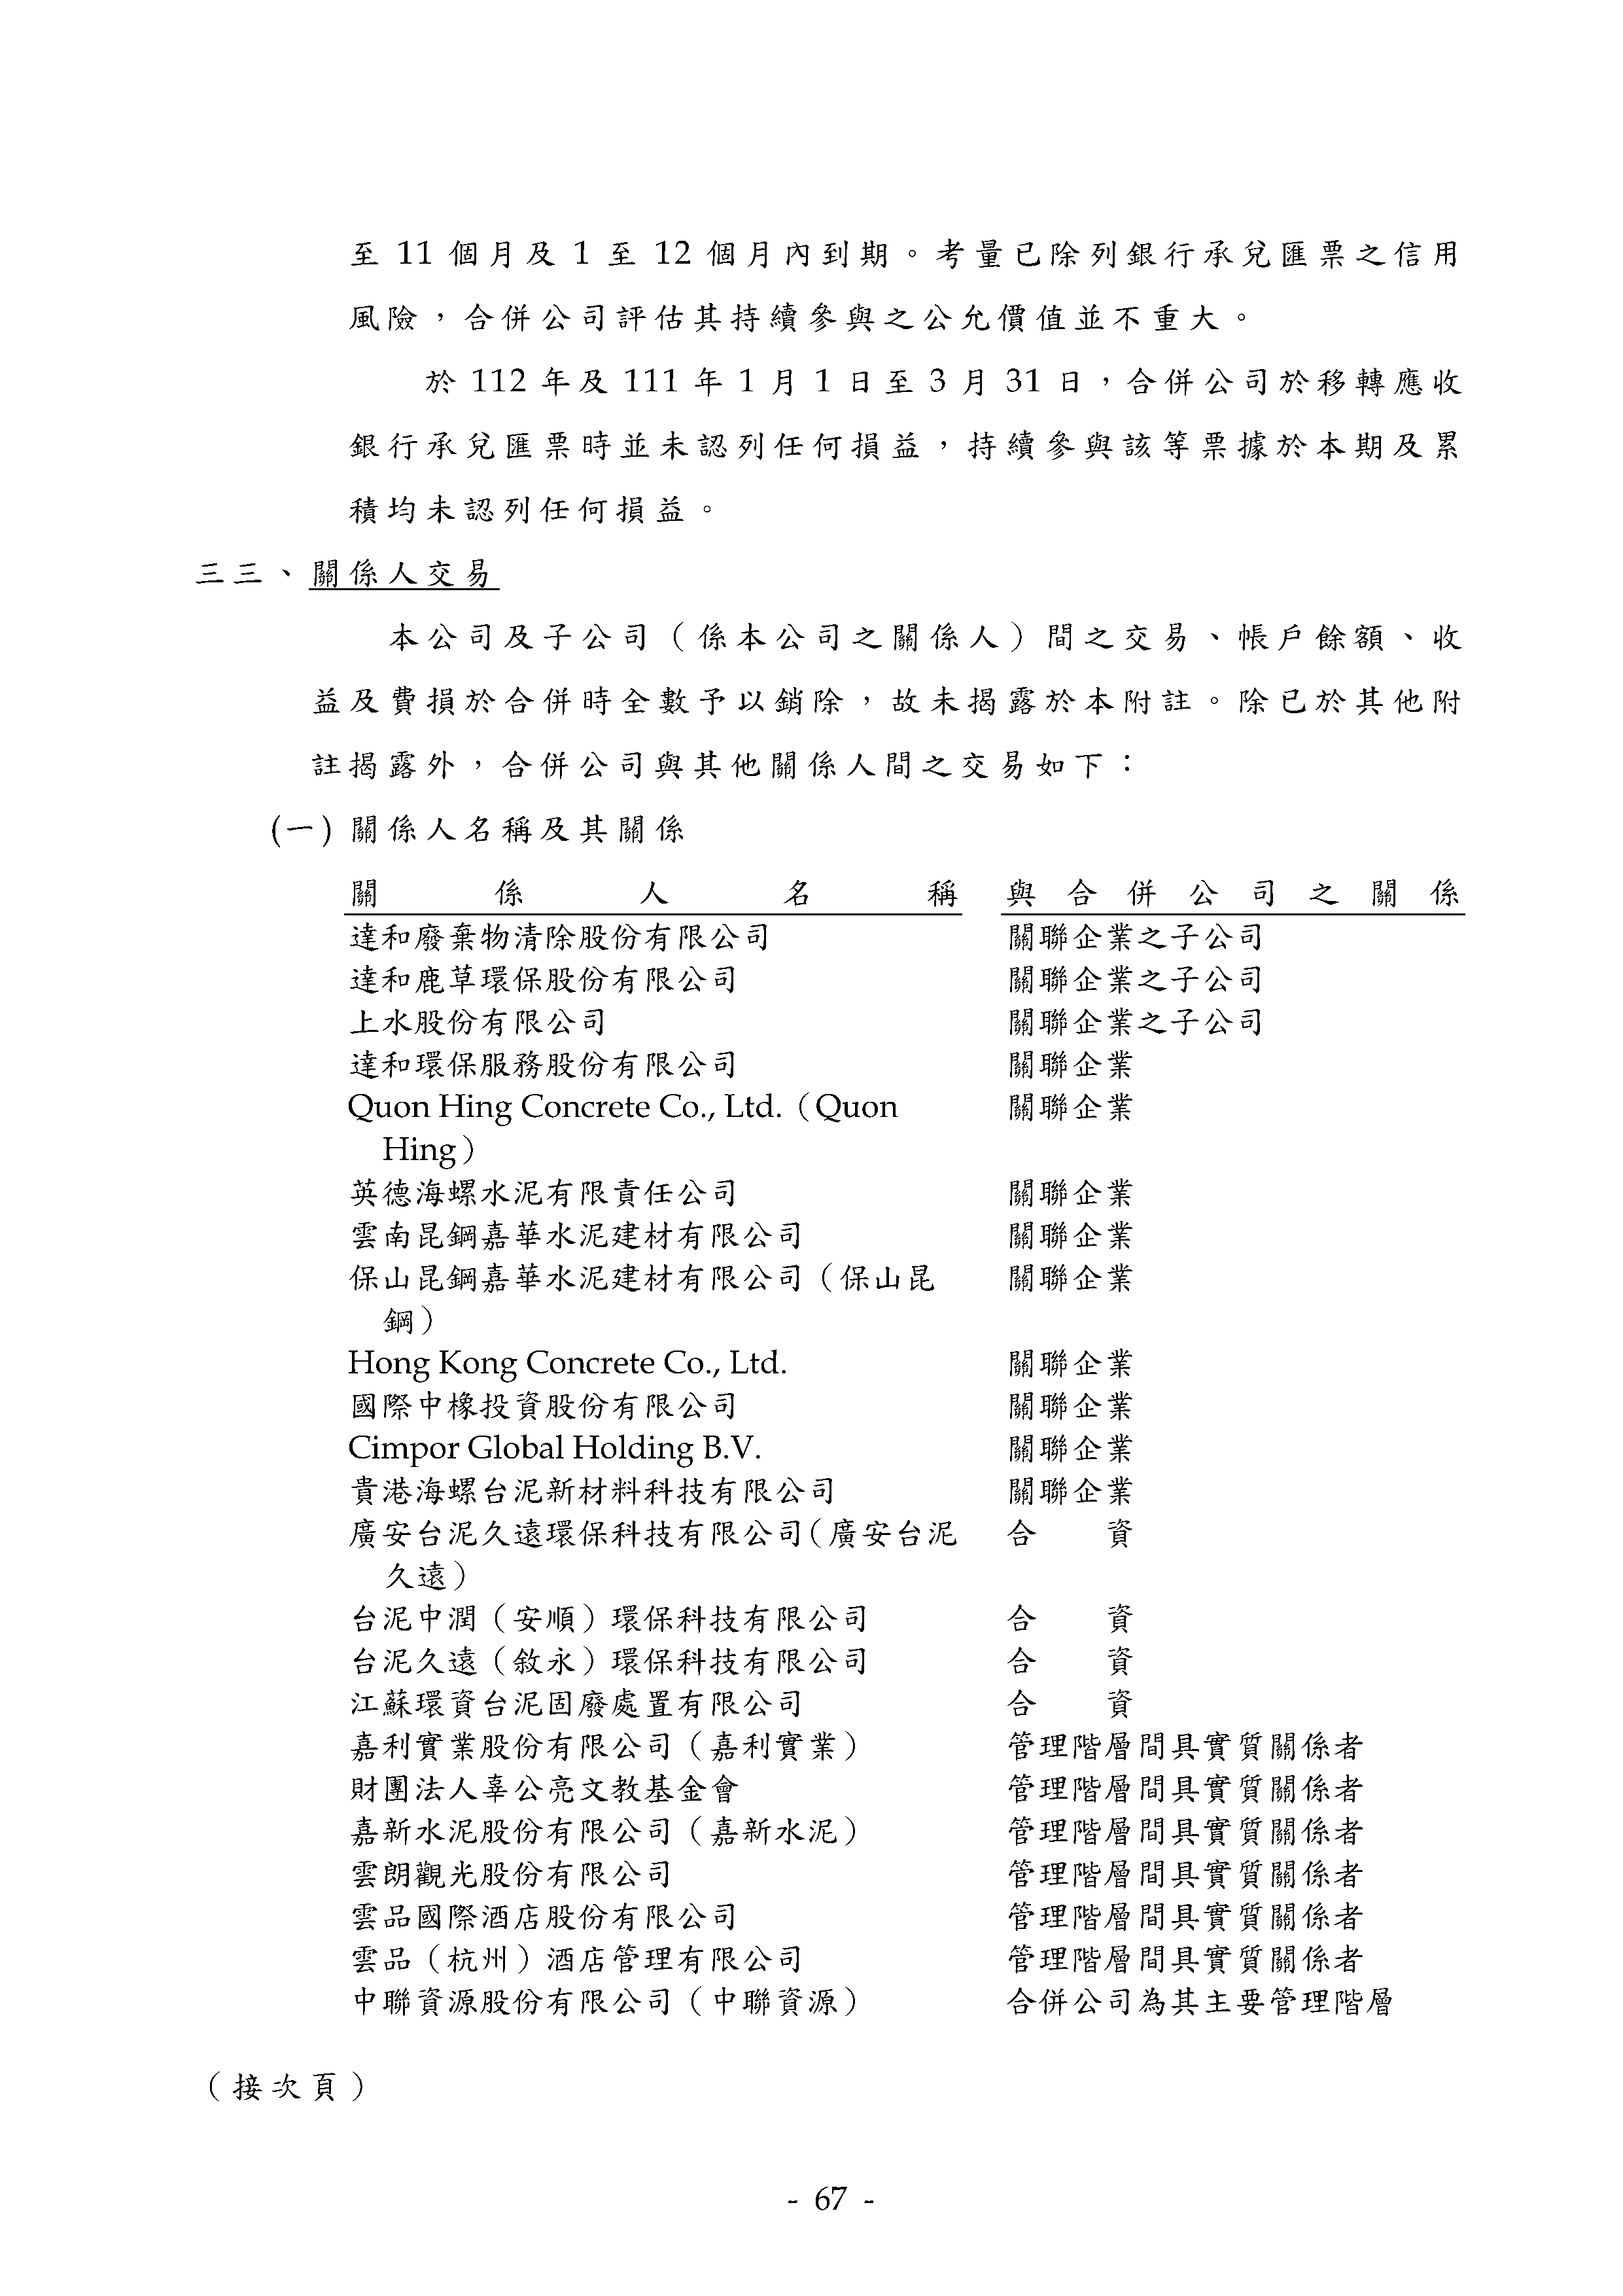 至 11 個月及 1 至 12 個月內到期。考量已除列銀行承兌匯票之信用
風險，合併公司評估其持續參與之公允價值並不重大。
於 112 年及 111 年 1 月 1 日至 3 月 31 日，合併公司於移轉應收
銀行承兌匯票時並未認列任何損益，持續參與該等票據於本期及累
積均未認列任何損益。
三三、關係人交易
本公司及子公司（係本公司之關係人）間之交易、帳戶餘額、收
益及費損於合併時全數予以銷除，故未揭露於本附註。除已於其他附
註揭露外，合併公司與其他關係人間之交易如下：
(一) 關係人名稱及其關係
關係人名稱 與合併公司之關係
達和廢棄物清除股份有限公司 關聯企業之子公司
達和鹿草環保股份有限公司 關聯企業之子公司
上水股份有限公司 關聯企業之子公司
達和環保服務股份有限公司 關聯企業
Quon Hing Concrete Co., Ltd.（Quon 關聯企業
Hing）
英德海螺水泥有限責任公司 關聯企業
雲南昆鋼嘉華水泥建材有限公司 關聯企業
保山昆鋼嘉華水泥建材有限公司（保山昆 關聯企業
鋼）
Hong Kong Concrete Co., Ltd. 關聯企業
國際中橡投資股份有限公司 關聯企業
Cimpor Global Holding B.V. 關聯企業
貴港海螺台泥新材料科技有限公司 關聯企業
廣安台泥久遠環保科技有限公司（廣安台泥 合資
久遠）
台泥中潤（安順）環保科技有限公司 合資
台泥久遠（敘永）環保科技有限公司 合資
江蘇環資台泥固廢處置有限公司 合資
嘉利實業股份有限公司（嘉利實業） 管理階層間具實質關係者
財團法人辜公亮文教基金會 管理階層間具實質關係者
嘉新水泥股份有限公司（嘉新水泥） 管理階層間具實質關係者
雲朗觀光股份有限公司 管理階層間具實質關係者
雲品國際酒店股份有限公司 管理階層間具實質關係者
雲品（杭州）酒店管理有限公司 管理階層間具實質關係者
中聯資源股份有限公司（中聯資源） 合併公司為其主要管理階層
（接次頁）
- 67 -